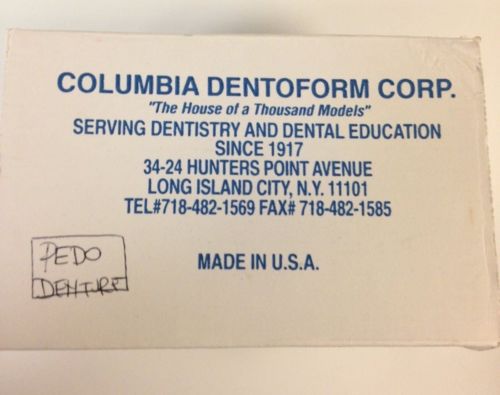 COLUMBIA DENTOFORM CORP.
"The House of a Thousand Models"
SERVING DENTISTRY AND DENTAL EDUCATION
SINCE 1917
34-24 HUNTERS POINT AVENUE
LONG ISLAND CITY, N.Y. 11101
TEL#718-482-1569 FAX# 718-482-1585
MADE IN U.S.A.
PEDO
DENTURE